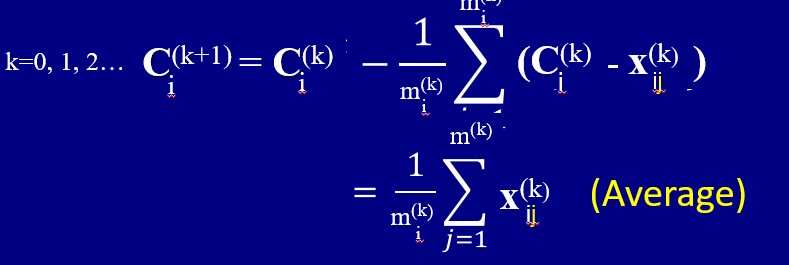 k=0, 1, 2... C_i^(k+1) = C_i^(k) − 1/m_i^(k) ∑ (C_i^(k) - x_ij^(k))
= 1/m_i^(k) ∑_{j=1}^{m^(k)} x_ij^(k) (Average)